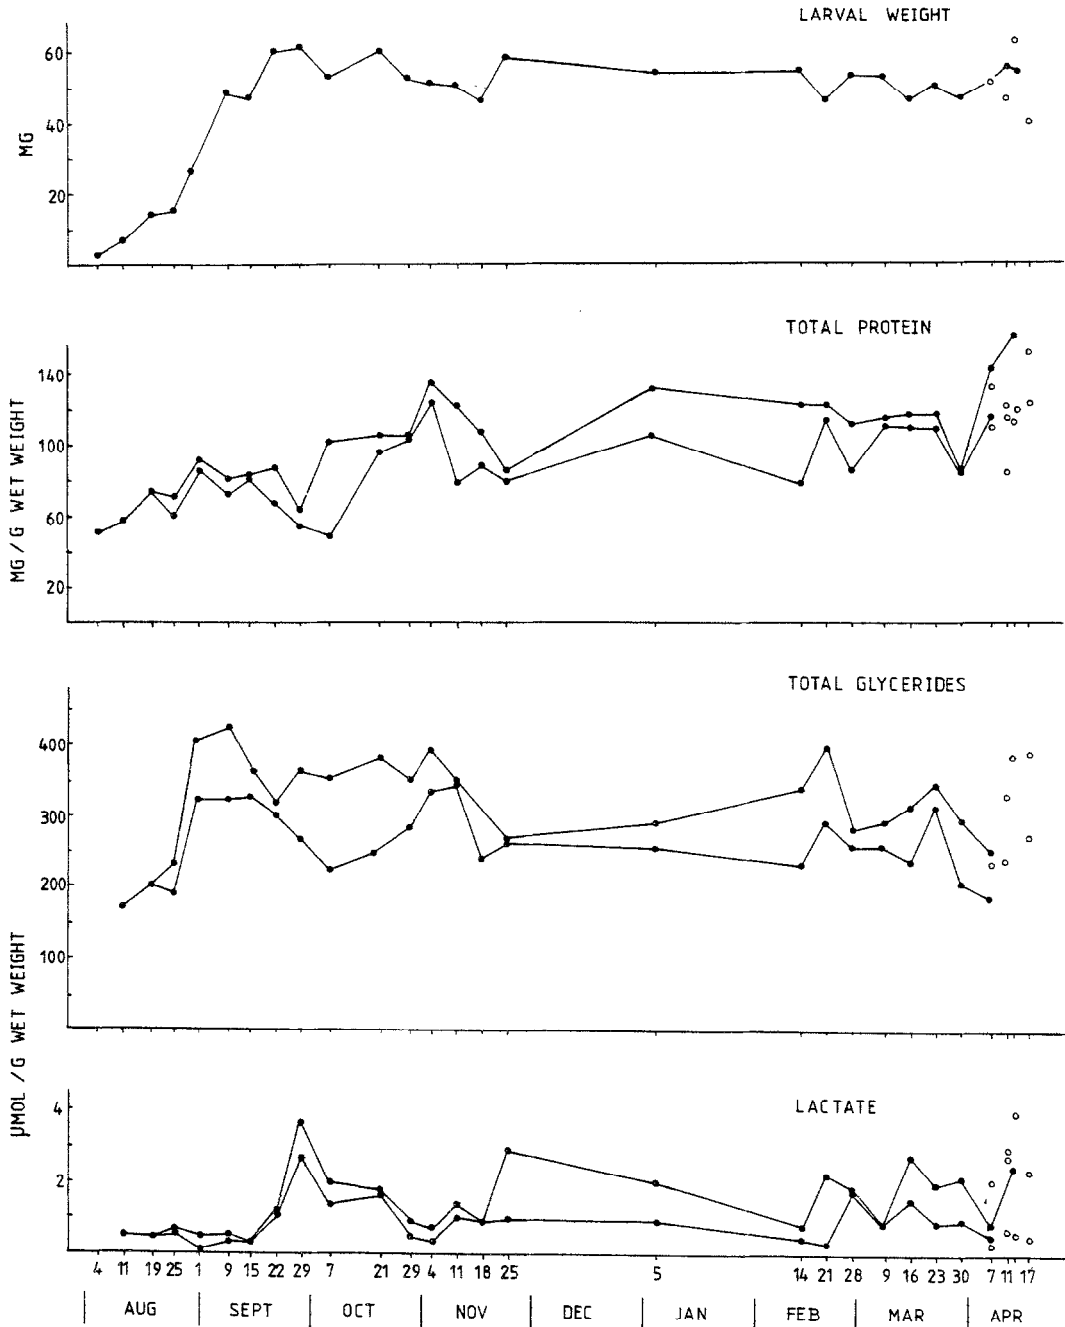 LARVAL WEIGHT
60
40
20
MG
TOTAL PROTEIN
140
100
60
20
MG / G WET WEIGHT
TOTAL GLYCERIDES
400
300
200
100
µMOL / G WET WEIGHT
LACTATE
4
2
4 11 19 25 1 9 15 22 29 7 21 29 4 11 18 25 5 14 21 28 9 16 23 30 7 11 17
AUG SEPT OCT NOV DEC JAN FEB MAR APR